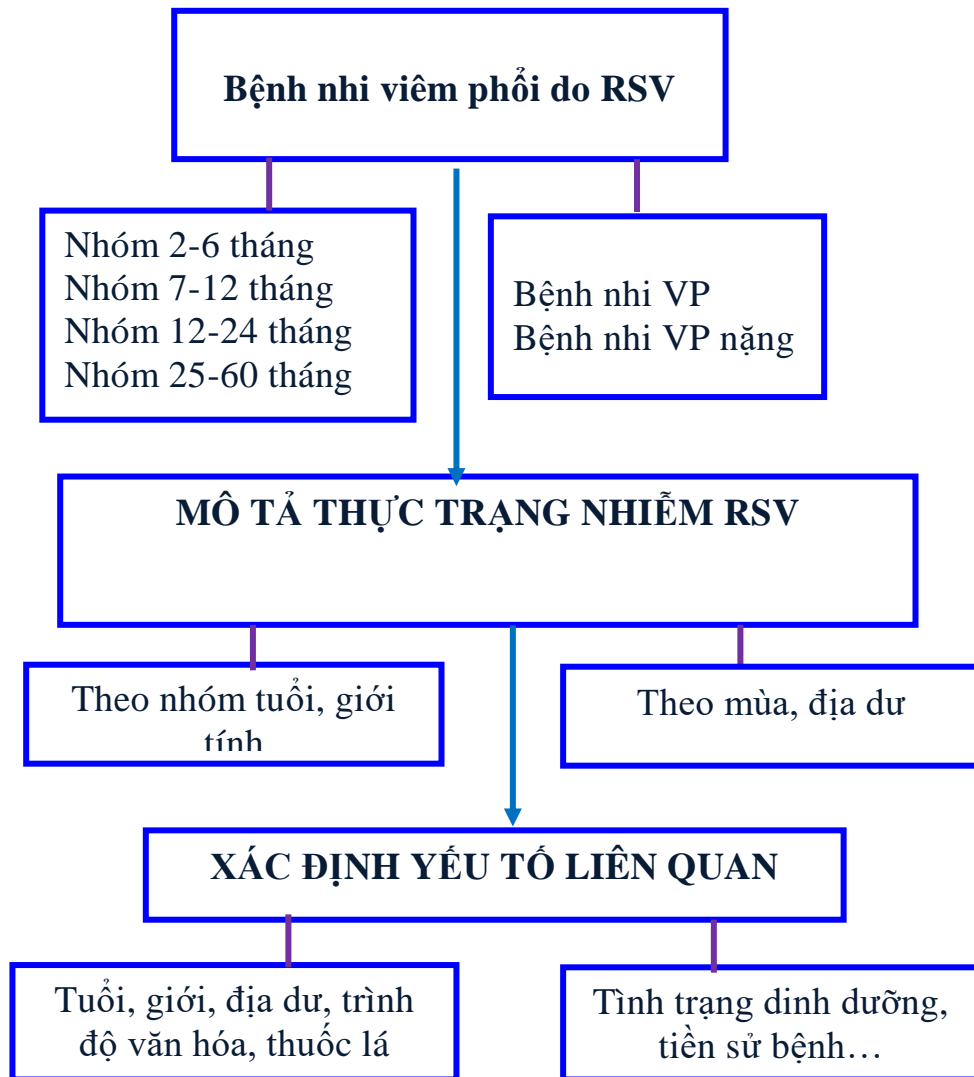 Bệnh nhi viêm phổi do RSV
Nhóm 2-6 tháng
Nhóm 7-12 tháng
Nhóm 12-24 tháng
Nhóm 25-60 tháng
Bệnh nhi VP
Bệnh nhi VP nặng
MÔ TẢ THỰC TRẠNG NHIỄM RSV
Theo nhóm tuổi, giới
tính
Theo mùa, địa dư
XÁC ĐỊNH YẾU TỐ LIÊN QUAN
Tuổi, giới, địa dư, trình
độ văn hóa, thuốc lá
Tình trạng dinh dưỡng,
tiền sử bệnh…